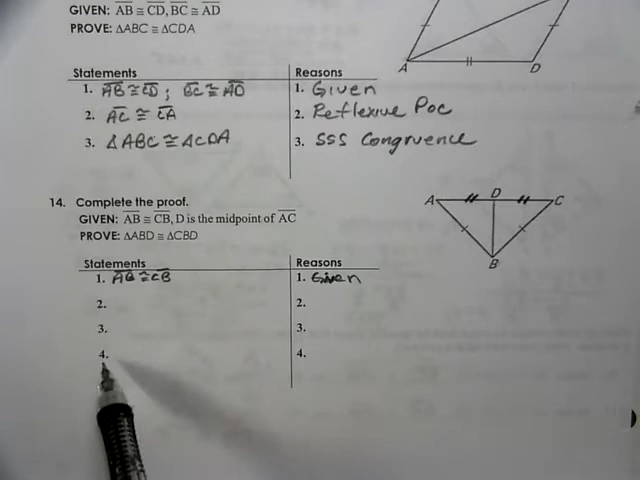 GIVEN: AB ≅ CD, BC ≅ AD
PROVE: ΔABC ≅ ΔCDA
A
D
Statements Reasons
1. AB ≅ CD ; BC ≅ AD 1. Given
2. AC ≅ CA 2. Reflexive Poc
3. Δ ABC ≅ ΔCDA 3. SSS Congruence
14. Complete the proof.
GIVEN: AB ≅ CB, D is the midpoint of AC
PROVE: ΔABD ≅ ΔCBD
A D C
B
Statements Reasons
1. AB ≅ CB 1. Given
2. 2.
3. 3.
4. 4.